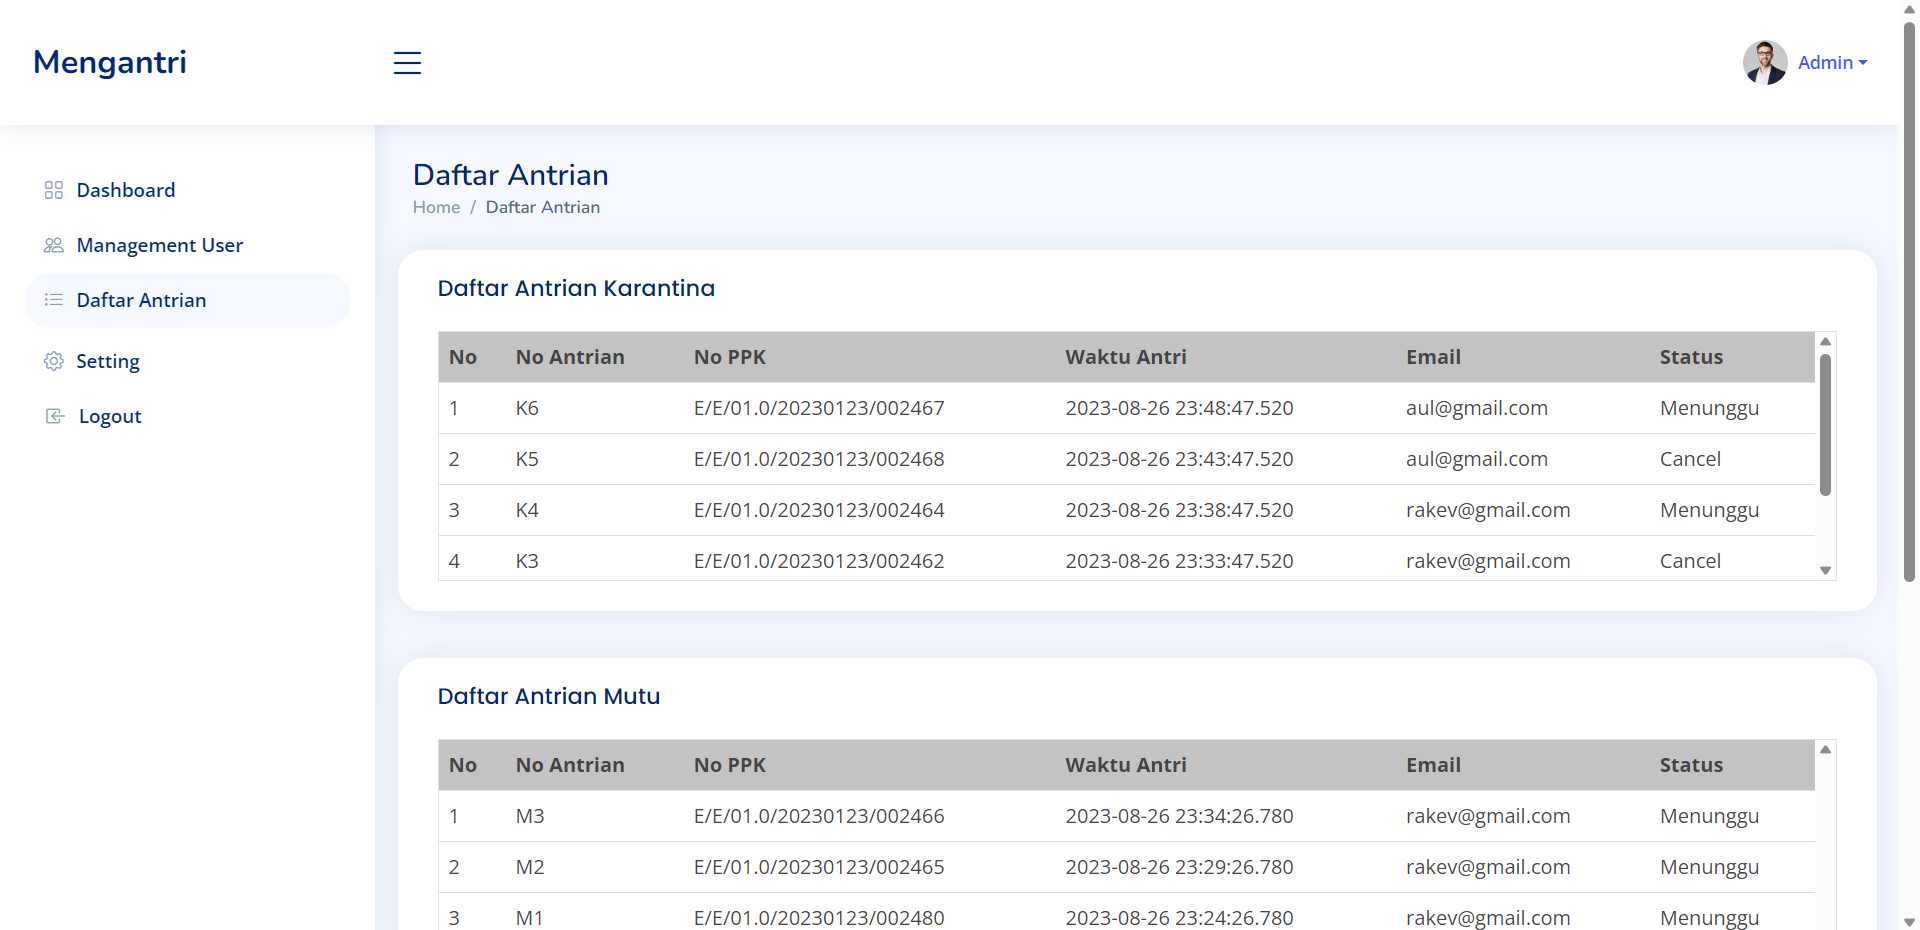 Mengantri
Admin
Dashboard
Management User
Daftar Antrian
Setting
Logout
Daftar Antrian
Home / Daftar Antrian
Daftar Antrian Karantina
No No Antrian No PPK Waktu Antri Email Status
1 K6 E/E/01.0/20230123/002467 2023-08-26 23:48:47.520 aul@gmail.com Menunggu
2 K5 E/E/01.0/20230123/002468 2023-08-26 23:43:47.520 aul@gmail.com Cancel
3 K4 E/E/01.0/20230123/002464 2023-08-26 23:38:47.520 rakev@gmail.com Menunggu
4 K3 E/E/01.0/20230123/002462 2023-08-26 23:33:47.520 rakev@gmail.com Cancel
Daftar Antrian Mutu
No No Antrian No PPK Waktu Antri Email Status
1 M3 E/E/01.0/20230123/002466 2023-08-26 23:34:26.780 rakev@gmail.com Menunggu
2 M2 E/E/01.0/20230123/002465 2023-08-26 23:29:26.780 rakev@gmail.com Menunggu
3 M1 E/E/01.0/20230123/002480 2023-08-26 23:24:26.780 rakev@gmail.com Menunggu